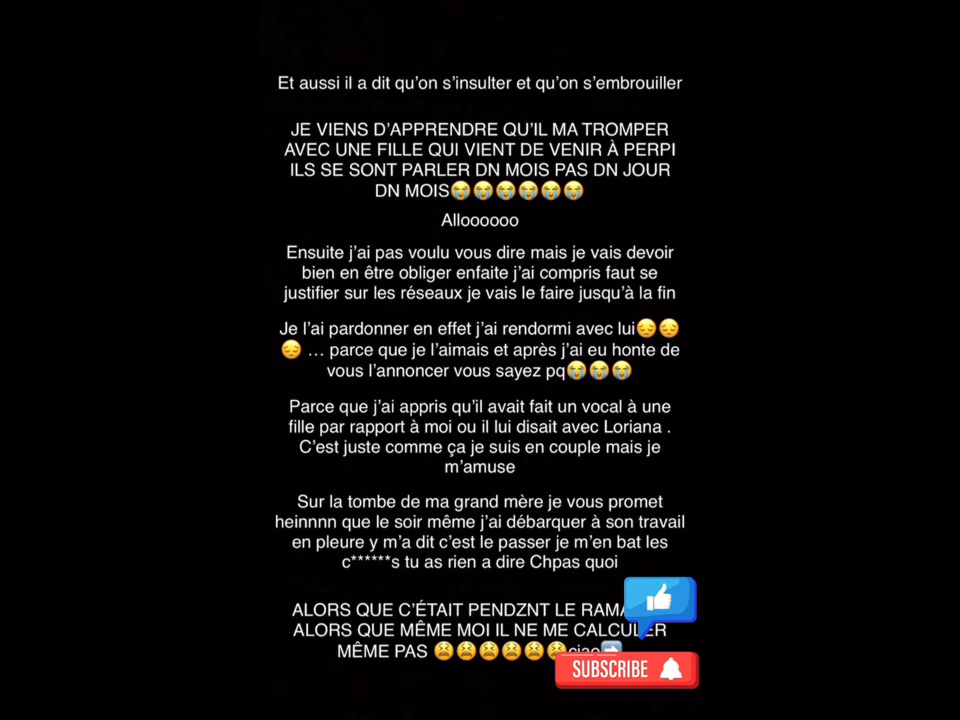 Et aussi il a dit qu'on s'insulter et qu'on s'embrouiller
JE VIENS D'APPRENDRE QU'IL MA TROMPER
AVEC UNE FILLE QUI VIENT DE VENIR À PERPI
ILS SE SONT PARLER DN MOIS PAS DN JOUR
DN MOIS😭😭😭😭😭😭
Alloooooo
Ensuite j'ai pas voulu vous dire mais je vais devoir
bien en être obliger enfaite j'ai compris faut se
justifier sur les réseaux je vais le faire jusqu'à la fin
Je l'ai pardonner en effet j'ai rendormi avec lui😔😔
😔 … parce que je l'aimais et après j'ai eu honte de
vous l'annoncer vous sayez pq😭😭😭
Parce que j'ai appris qu'il avait fait un vocal à une
fille par rapport à moi ou il lui disait avec Loriana .
C'est juste comme ça je suis en couple mais je
m'amuse
Sur la tombe de ma grand mère je vous promet
heinnnn que le soir même j'ai débarquer à son travail
en pleure y m'a dit c'est le passer je m'en bat les
c******s tu as rien a dire Chpas quoi
ALORS QUE C'ÉTAIT PENDZNT LE
ALORS QUE MÊME MOI IL NE ME CALCULER
MÊME PAS 😫😫😫😫😫😫ciao➡️
SUBSCRIBE